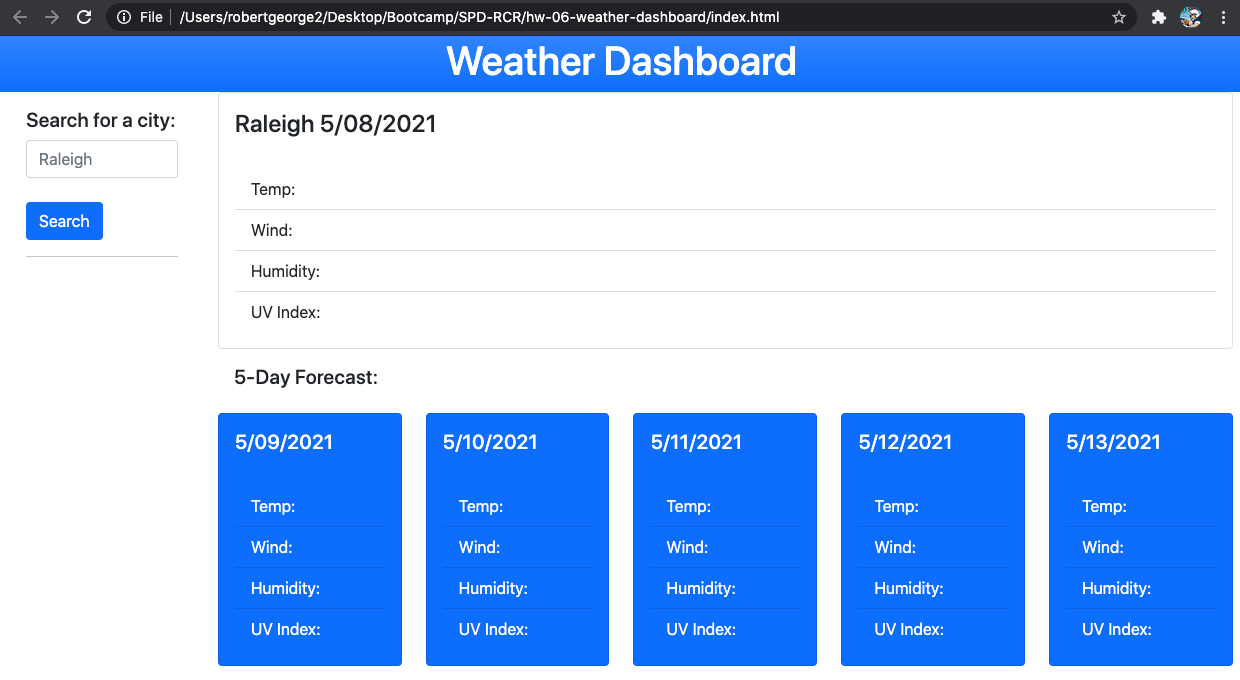 File /Users/robertgeorge2/Desktop/Bootcamp/SPD-RCR/hw-06-weather-dashboard/index.html
Weather Dashboard
Search for a city:
Raleigh
Search
Raleigh 5/08/2021
Temp:
Wind:
Humidity:
UV Index:
5-Day Forecast:
5/09/2021
Temp:
Wind:
Humidity:
UV Index:
5/10/2021
Temp:
Wind:
Humidity:
UV Index:
5/11/2021
Temp:
Wind:
Humidity:
UV Index:
5/12/2021
Temp:
Wind:
Humidity:
UV Index:
5/13/2021
Temp:
Wind:
Humidity:
UV Index: